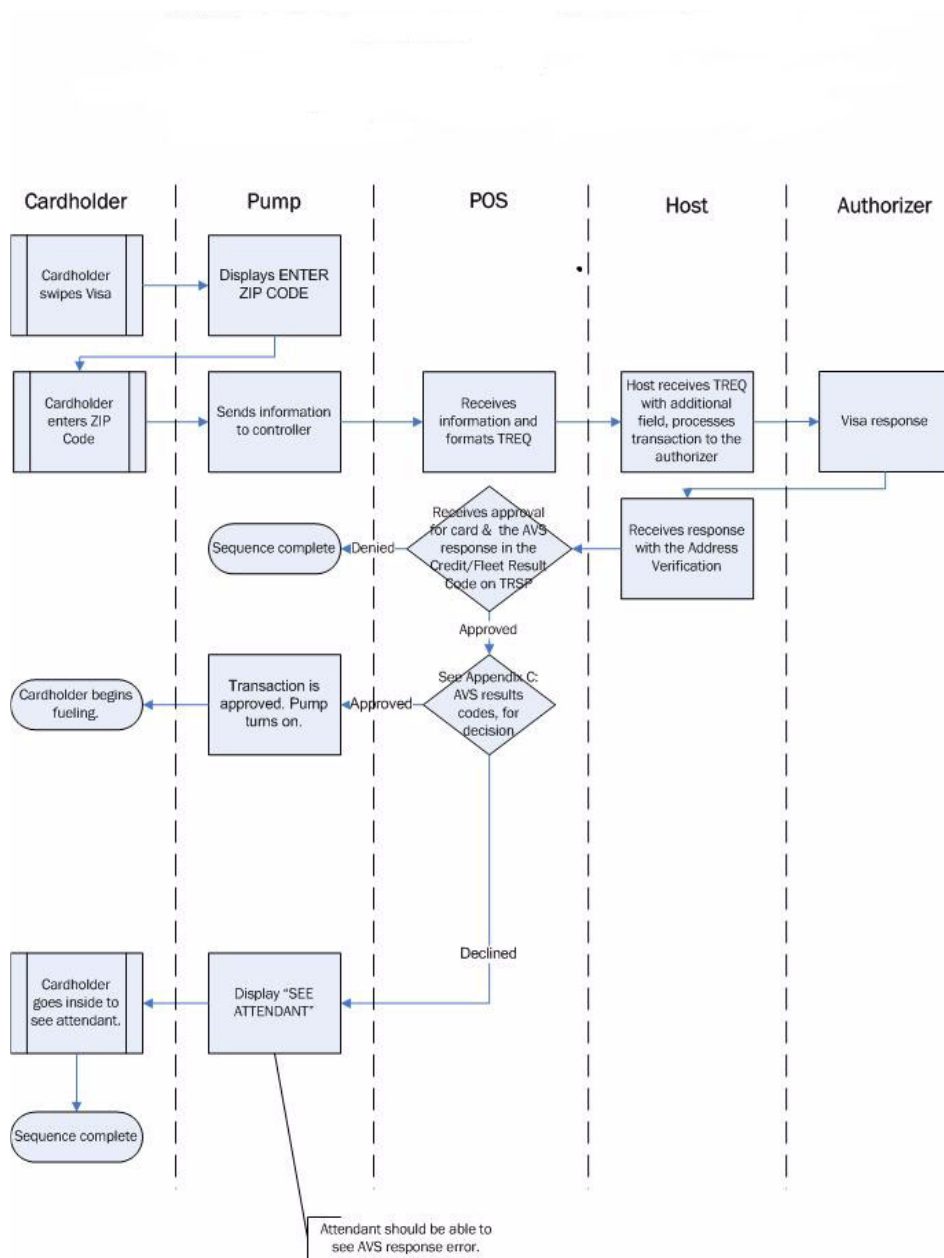 Cardholder
Pump
POS
Host
Authorizer
Cardholder
swipes Visa
Displays ENTER
ZIP CODE
Cardholder
enters ZIP
Code
Sends information
to controller
Receives
information and
formats TREQ
Host receives TREQ
with additional
field, processes
transaction to the
authorizer
Visa response
Sequence complete
Denied
Receives approval
for card & the AVS
response in the
Credit/Fleet Result
Code on TRSP
Receives response
with the Address
Verification
Approved
Cardholder begins
fueling.
Transaction is
approved. Pump
turns on.
Approved
See Appendix C:
AVS results
codes, for
decision
Declined
Cardholder
goes inside to
see attendant.
Display “SEE
ATTENDANT”
Sequence complete
Attendant should be able to
see AVS response error.